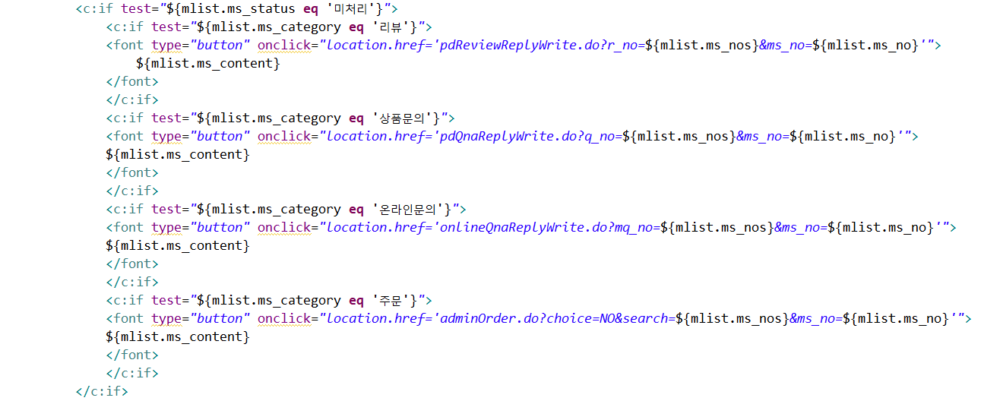 <c:if test="${mlist.ms_status eq '미처리'}">
<c:if test="${mlist.ms_category eq '리뷰'}">
<font type="button" onclick="location.href='pdReviewReplyWrite.do?r_no=${mlist.ms_nos}&ms_no=${mlist.ms_no}'">
${mlist.ms_content}
</font>
</c:if>
<c:if test="${mlist.ms_category eq '상품문의'}">
<font type="button" onclick="location.href='pdQnaReplyWrite.do?q_no=${mlist.ms_nos}&ms_no=${mlist.ms_no}'">
${mlist.ms_content}
</font>
</c:if>
<c:if test="${mlist.ms_category eq '온라인문의'}">
<font type="button" onclick="location.href='onlineQnaReplyWrite.do?mq_no=${mlist.ms_nos}&ms_no=${mlist.ms_no}'">
${mlist.ms_content}
</font>
</c:if>
<c:if test="${mlist.ms_category eq '주문'}">
<font type="button" onclick="location.href='adminOrder.do?choice=NO&search=${mlist.ms_nos}&ms_no=${mlist.ms_no}'">
${mlist.ms_content}
</font>
</c:if>
</c:if>